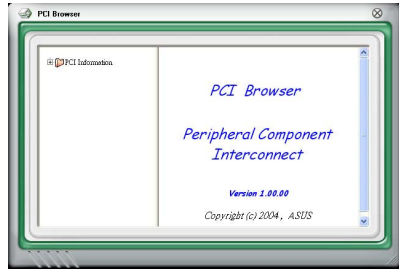 PCI Browser
PCI Information
PCI Browser
Peripheral Component
Interconnect
Version 1.00.00
Copyright (c) 2004, ASUS